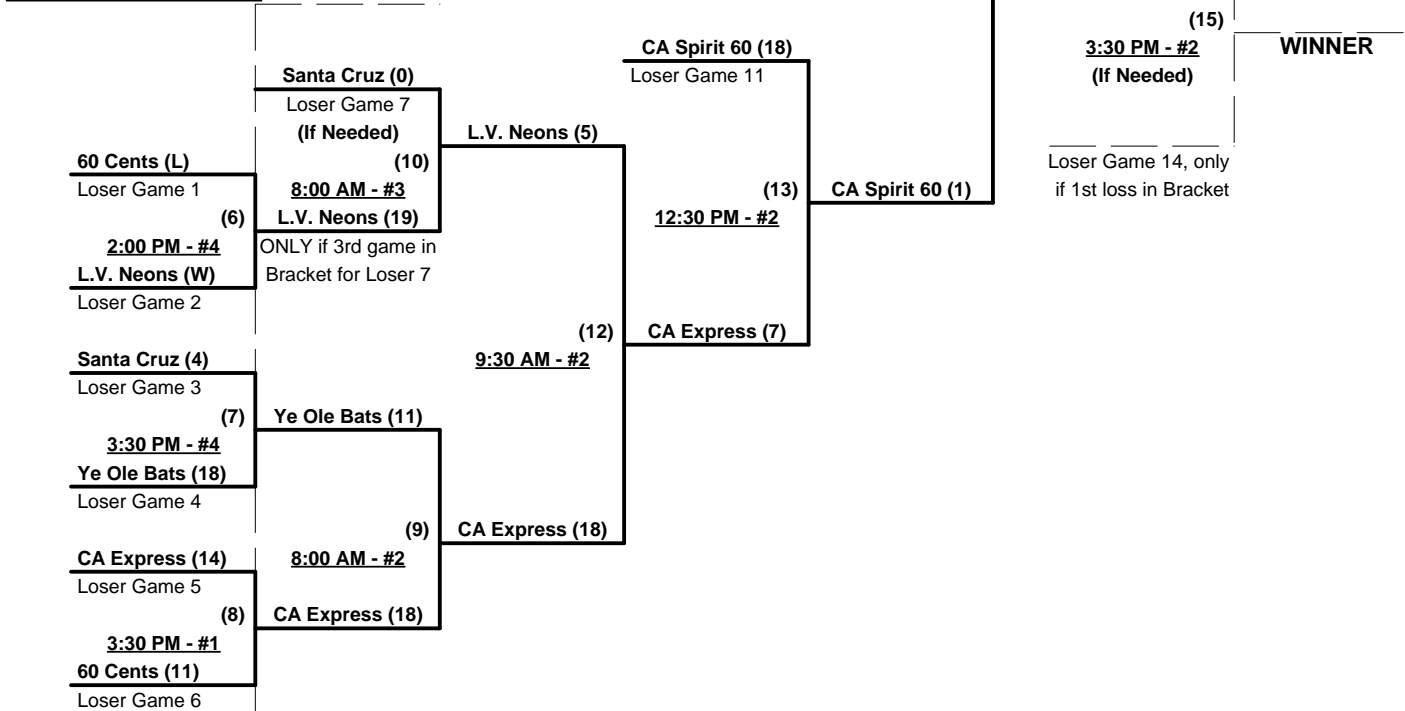 (15)
3:30 PM - #2
(If Needed)
WINNER
Loser Game 14, only
if 1st loss in Bracket
CA Spirit 60 (18)
Loser Game 11
(13)
12:30 PM - #2
CA Spirit 60 (1)
CA Express (7)
Santa Cruz (0)
Loser Game 7
(If Needed)
(10)
8:00 AM - #3
L.V. Neons (19)
ONLY if 3rd game in
Bracket for Loser 7
L.V. Neons (5)
(12)
9:30 AM - #2
CA Express (18)
60 Cents (L)
Loser Game 1
(6)
2:00 PM - #4
L.V. Neons (W)
Loser Game 2
Santa Cruz (4)
Loser Game 3
(7)
3:30 PM - #4
Ye Ole Bats (18)
Loser Game 4
Ye Ole Bats (11)
(9)
8:00 AM - #2
CA Express (18)
CA Express (14)
Loser Game 5
(8)
3:30 PM - #1
60 Cents (11)
Loser Game 6